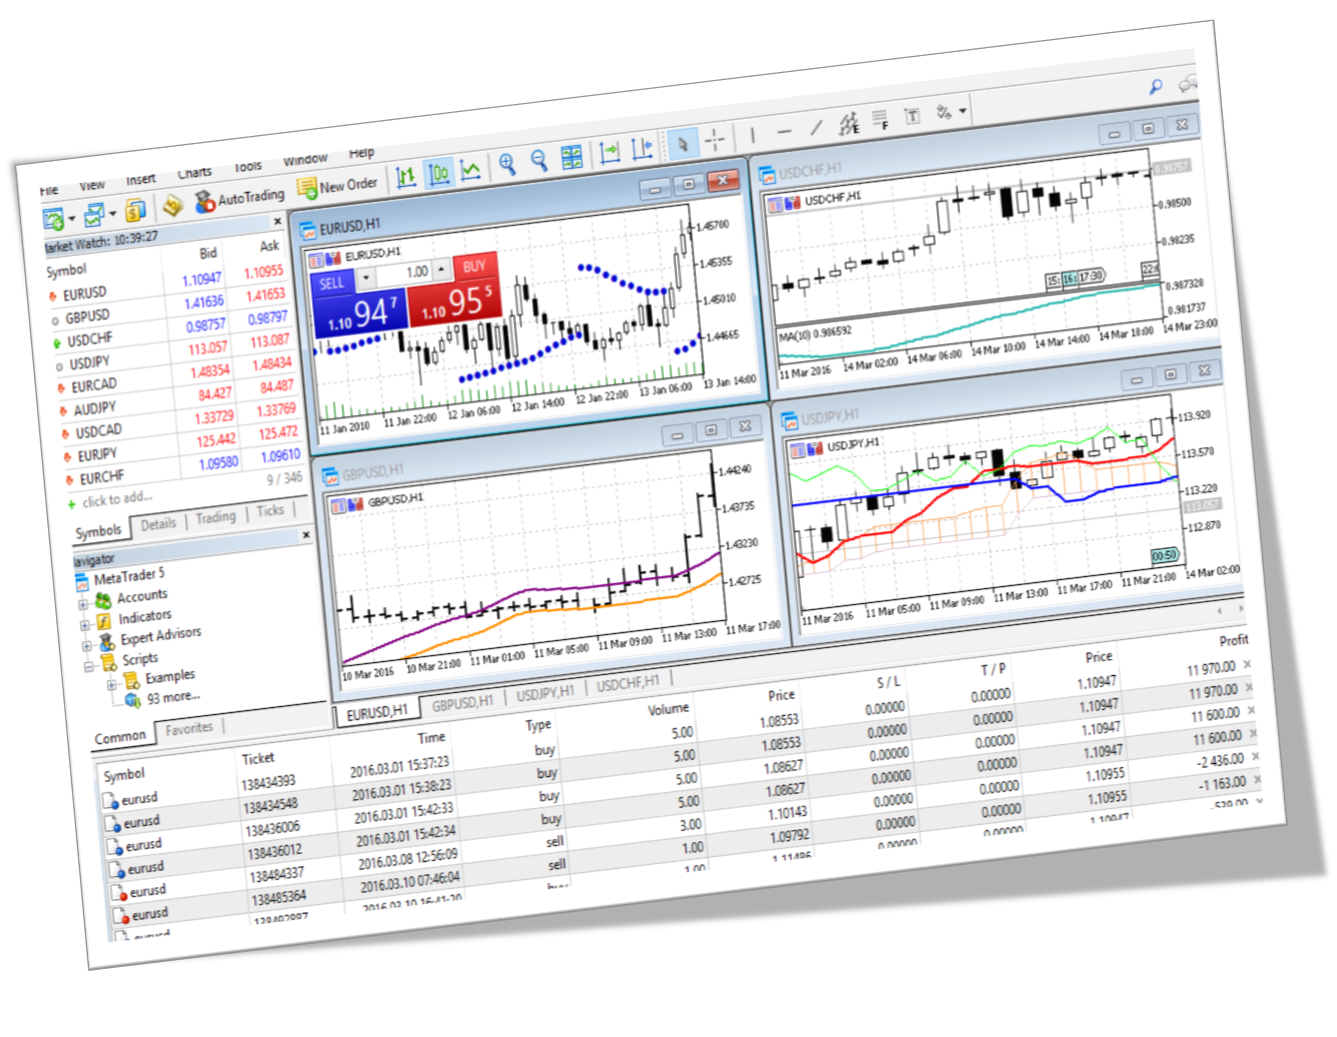 File View Insert Charts Tools Window Help
AutoTrading New Order
Market Watch: 10:39:27
Symbol Bid Ask
EURUSD 1.10947 1.10955
GBPUSD 1.41636 1.41653
USDCHF 0.98757 0.98797
USDJPY 113.057 113.087
EURCAD 1.48354 1.48434
AUDJPY 84.427 84.487
USDCAD 1.33729 1.33769
EURJPY 125.442 125.472
EURCHF 1.09580 1.09610
click to add... 9 / 346
Symbols Details Trading Ticks
Navigator
MetaTrader 5
Accounts
Indicators
Expert Advisors
Scripts
Examples
93 more...
Common Favorites
EURUSD,H1
EURUSD,H1
SELL 1.00 BUY
1.10 94 7 1.10 95 5
1.45700
1.45355
1.45010
1.44665
11 Jan 2010 11 Jan 22:00 12 Jan 06:00 12 Jan 14:00 12 Jan 22:00 13 Jan 06:00 13 Jan 14:00
USDCHF,H1
USDCHF,H1
0.98757
0.98500
0.98235
15: 16: 17:30
MA(10) 0.986592
0.987328
0.981737
11 Mar 2016 14 Mar 02:00 14 Mar 06:00 14 Mar 10:00 14 Mar 14:00 14 Mar 18:00 14 Mar 23:00
GBPUSD,H1
GBPUSD,H1
1.44240
1.43735
1.43230
1.42725
10 Mar 2016 10 Mar 21:00 11 Mar 01:00 11 Mar 05:00 11 Mar 09:00 11 Mar 13:00 11 Mar 17:00
USDJPY,H1
USDJPY,H1
113.920
113.570
113.220
113.057
112.870
00:50
11 Mar 2016 11 Mar 05:00 11 Mar 09:00 11 Mar 13:00 11 Mar 17:00 11 Mar 21:00 14 Mar 02:00
EURUSD,H1 GBPUSD,H1 USDJPY,H1 USDCHF,H1
Symbol Ticket Time Type Volume Price S / L T / P Price Profit
eurusd 138434393 2016.03.01 15:37:23 buy 5.00 1.08553 0.00000 0.00000 1.10947 11 970.00
eurusd 138434548 2016.03.01 15:38:23 buy 5.00 1.08553 0.00000 0.00000 1.10947 11 970.00
eurusd 138436006 2016.03.01 15:42:33 buy 5.00 1.08627 0.00000 0.00000 1.10947 11 600.00
eurusd 138436012 2016.03.01 15:42:34 buy 5.00 1.08627 0.00000 0.00000 1.10947 11 600.00
eurusd 138484337 2016.03.08 12:56:09 sell 3.00 1.10143 0.00000 0.00000 1.10955 -2 436.00
eurusd 138485364 2016.03.10 07:46:04 sell 1.00 1.09792 0.00000 0.00000 1.10955 -1 163.00
eurusd 2016.03.10 16:41:20 buy 1.00 1.11486 0.00000 0.00000 1.10947 -539.00